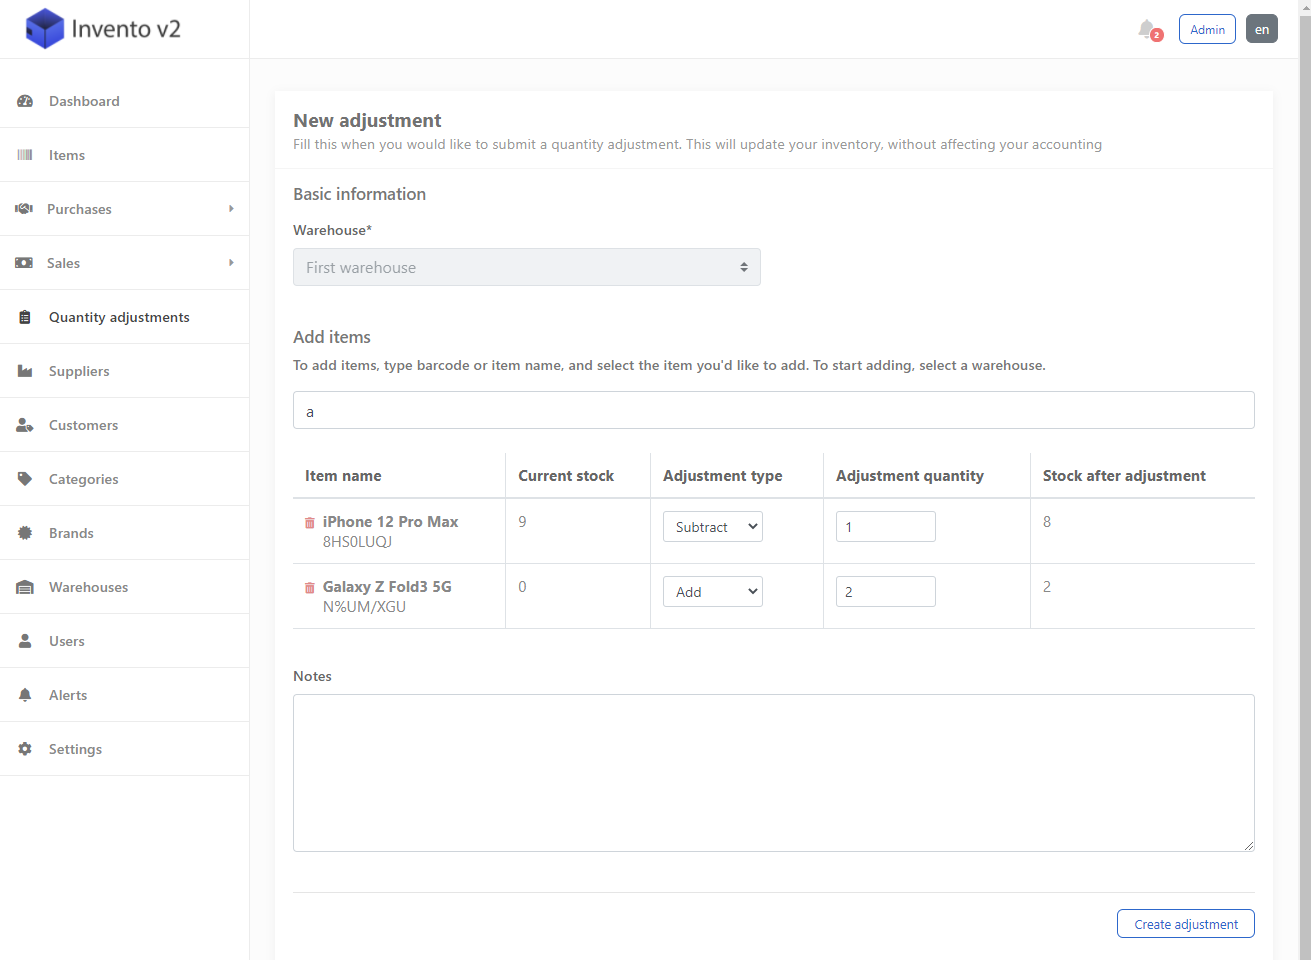 Invento v2
2
Admin
en
Dashboard
Items
Purchases
Sales
Quantity adjustments
Suppliers
Customers
Categories
Brands
Warehouses
Users
Alerts
Settings
New adjustment
Fill this when you would like to submit a quantity adjustment. This will update your inventory, without affecting your accounting
Basic information
Warehouse*
First warehouse
Add items
To add items, type barcode or item name, and select the item you'd like to add. To start adding, select a warehouse.
a
Item name Current stock Adjustment type Adjustment quantity Stock after adjustment
iPhone 12 Pro Max 9 Subtract 1 8
8HS0LUQJ
Galaxy Z Fold3 5G 0 Add 2 2
N%UM/XGU
Notes
Create adjustment